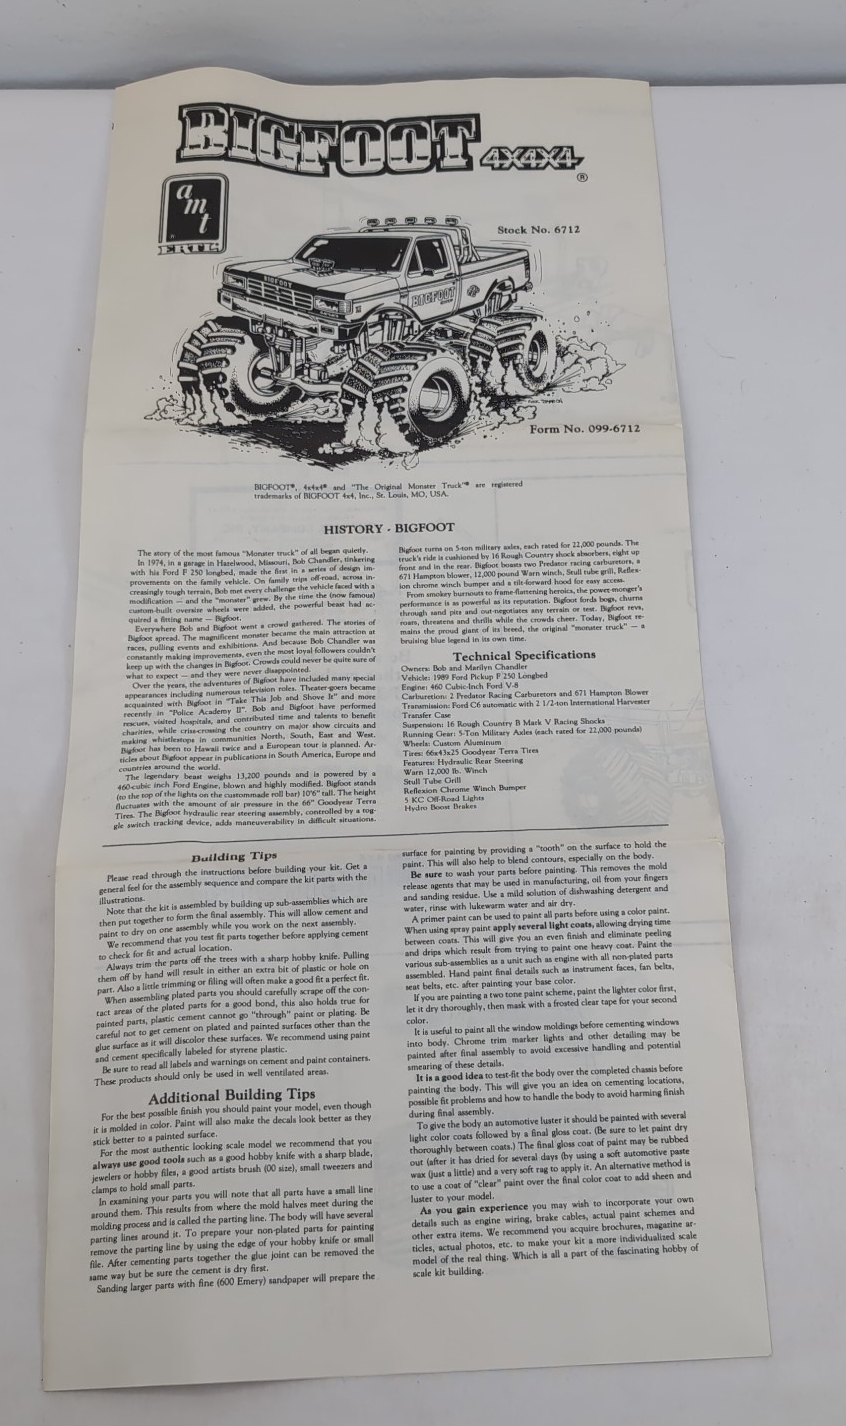 BIGFOOT 4X4X4
®
amt
ERTL
Stock No. 6712
BIGFOOT
BIGFOOT
Form No. 099-6712
BIGFOOT®, 4x4x4® and "The Original Monster Truck"® are registered
trademarks of BIGFOOT 4x4, Inc., St. Louis, MO, USA.
HISTORY - BIGFOOT
The story of the most famous "Monster truck" of all began quietly.
In 1974, in a garage in Hazelwood, Missouri, Bob Chandler, tinkering
with his Ford F 250 longbed, made the first in a series of design im-
provements on the family vehicle. On family trips off-road, across in-
creasingly tough terrain, Bob met every challenge the vehicle faced with a
modification — and the "monster" grew. By the time the (now famous)
custom-built oversize wheels were added, the powerful beast had ac-
quired a fitting name — Bigfoot.
Everywhere Bob and Bigfoot went a crowd gathered. The stories of
Bigfoot spread. The magnificent monster became the main attraction at
races, pulling events and exhibitions. And because Bob Chandler was
constantly making improvements, even the most loyal followers couldn't
keep up with the changes in Bigfoot. Crowds could never be quite sure of
what to expect — and they were never disappointed.
Over the years, the adventures of Bigfoot have included many special
appearances including numerous television roles. Theater-goers became
acquainted with Bigfoot in "Take This Job and Shove It" and more
recently in "Police Academy II". Bob and Bigfoot have performed
rescues, visited hospitals, and contributed time and talents to benefit
charities, while criss-crossing the country on major show circuits and
making whistlestops in communities North, South, East and West.
Bigfoot has been to Hawaii twice and a European tour is planned. Ar-
ticles about Bigfoot appear in publications in South America, Europe and
countries around the world.
The legendary beast weighs 13,200 pounds and is powered by a
460-cubic inch Ford Engine, blown and highly modified. Bigfoot stands
(to the top of the lights on the custommade roll bar) 10'6" tall. The height
fluctuates with the amount of air pressure in the 66" Goodyear Terra
Tires. The Bigfoot hydraulic rear steering assembly, controlled by a tog-
gle switch tracking device, adds maneuverability in difficult situations.
Bigfoot turns on 5-ton military axles, each rated for 22,000 pounds. The
truck's ride is cushioned by 16 Rough Country shock absorbers, eight up
front and in the rear. Bigfoot boasts two Predator racing carburetors, a
671 Hampton blower, 12,000 pound Warn winch, Stull tube grill, Reflex-
ion chrome winch bumper and a tilt-forward hood for easy access.
From smokey burnouts to frame-flattening heroics, the power-monger's
performance is as powerful as its reputation. Bigfoot fords bogs, churns
through sand pits and out-negotiates any terrain or test. Bigfoot revs,
roars, threatens and thrills while the crowds cheer. Today, Bigfoot re-
mains the proud giant of its breed, the original "monster truck" — a
bruising blue legend in its own time.
Technical Specifications
Owners: Bob and Marilyn Chandler
Vehicle: 1989 Ford Pickup F 250 Longbed
Engine: 460 Cubic-Inch Ford V-8
Carburetion: 2 Predator Racing Carburetors and 671 Hampton Blower
Transmission: Ford C6 automatic with 2 1/2-ton International Harvester
Transfer Case
Suspension: 16 Rough Country B Mark V Racing Shocks
Running Gear: 5-Ton Military Axles (each rated for 22,000 pounds)
Wheels: Custom Aluminum
Tires: 66x43x25 Goodyear Terra Tires
Features: Hydraulic Rear Steering
Warn 12,000 lb. Winch
Stull Tube Grill
Reflexion Chrome Winch Bumper
5 KC Off-Road Lights
Hydro Boost Brakes
Building Tips
Please read through the instructions before building your kit. Get a
general feel for the assembly sequence and compare the kit parts with the
illustrations.
Note that the kit is assembled by building up sub-assemblies which are
then put together to form the final assembly. This will allow cement and
paint to dry on one assembly while you work on the next assembly.
We recommend that you test fit parts together before applying cement
to check for fit and actual location.
Always trim the parts off the trees with a sharp hobby knife. Pulling
them off by hand will result in either an extra bit of plastic or hole on
part. Also a little trimming or filing will often make a good fit a perfect fit.
When assembling plated parts you should carefully scrape off the con-
tact areas of the plated parts for a good bond, this also holds true for
painted parts, plastic cement cannot go "through" paint or plating. Be
careful not to get cement on plated and painted surfaces other than the
glue surface as it will discolor these surfaces. We recommend using paint
and cement specifically labeled for styrene plastic.
Be sure to read all labels and warnings on cement and paint containers.
These products should only be used in well ventilated areas.
Additional Building Tips
For the best possible finish you should paint your model, even though
it is molded in color. Paint will also make the decals look better as they
stick better to a painted surface.
For the most authentic looking scale model we recommend that you
always use good tools such as a good hobby knife with a sharp blade,
jewelers or hobby files, a good artists brush (00 size), small tweezers and
clamps to hold small parts.
In examining your parts you will note that all parts have a small line
around them. This results from where the mold halves meet during the
molding process and is called the parting line. The body will have several
parting lines around it. To prepare your non-plated parts for painting
remove the parting line by using the edge of your hobby knife or small
file. After cementing parts together the glue joint can be removed the
same way but be sure the cement is dry first.
Sanding larger parts with fine (600 Emery) sandpaper will prepare the
surface for painting by providing a "tooth" on the surface to hold the
paint. This will also help to blend contours, especially on the body.
Be sure to wash your parts before painting. This removes the mold
release agents that may be used in manufacturing, oil from your fingers
and sanding residue. Use a mild solution of dishwashing detergent and
water, rinse with lukewarm water and air dry.
A primer paint can be used to paint all parts before using a color paint.
When using spray paint apply several light coats, allowing drying time
between coats. This will give you an even finish and eliminate peeling
and drips which result from trying to paint one heavy coat. Paint the
various sub-assemblies as a unit such as engine with all non-plated parts
assembled. Hand paint final details such as instrument faces, fan belts,
seat belts, etc. after painting your base color.
If you are painting a two tone paint scheme, paint the lighter color first,
let it dry thoroughly, then mask with a frosted clear tape for your second
color.
It is useful to paint all the window moldings before cementing windows
into body. Chrome trim marker lights and other detailing may be
painted after final assembly to avoid excessive handling and potential
smearing of these details.
It is a good idea to test-fit the body over the completed chassis before
painting the body. This will give you an idea on cementing locations,
possible fit problems and how to handle the body to avoid harming finish
during final assembly.
To give the body an automotive luster it should be painted with several
light color coats followed by a final gloss coat. (Be sure to let paint dry
thoroughly between coats.) The final gloss coat of paint may be rubbed
out (after it has dried for several days (by using a soft automotive paste
wax (just a little) and a very soft rag to apply it. An alternative method is
to use a coat of "clear" paint over the final color coat to add sheen and
luster to your model.
As you gain experience you may wish to incorporate your own
details such as engine wiring, brake cables, actual paint schemes and
other extra items. We recommend you acquire brochures, magazine ar-
ticles, actual photos, etc. to make your kit a more individualized scale
model of the real thing. Which is all a part of the fascinating hobby of
scale kit building.